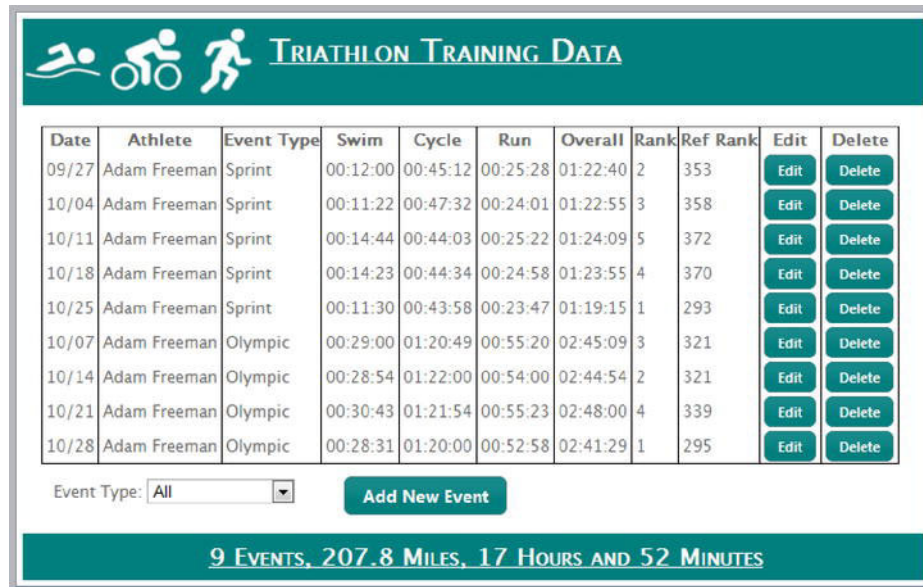 TRIATHLON TRAINING DATA
Date Athlete Event Type Swim Cycle Run Overall Rank Ref Rank Edit Delete
09/27 Adam Freeman Sprint 00:12:00 00:45:12 00:25:28 01:22:40 2 353 Edit Delete
10/04 Adam Freeman Sprint 00:11:22 00:47:32 00:24:01 01:22:55 3 358 Edit Delete
10/11 Adam Freeman Sprint 00:14:44 00:44:03 00:25:22 01:24:09 5 372 Edit Delete
10/18 Adam Freeman Sprint 00:14:23 00:44:34 00:24:58 01:23:55 4 370 Edit Delete
10/25 Adam Freeman Sprint 00:11:30 00:43:58 00:23:47 01:19:15 1 293 Edit Delete
10/07 Adam Freeman Olympic 00:29:00 01:20:49 00:55:20 02:45:09 3 321 Edit Delete
10/14 Adam Freeman Olympic 00:28:54 01:22:00 00:54:00 02:44:54 2 321 Edit Delete
10/21 Adam Freeman Olympic 00:30:43 01:21:54 00:55:23 02:48:00 4 339 Edit Delete
10/28 Adam Freeman Olympic 00:28:31 01:20:00 00:52:58 02:41:29 1 295 Edit Delete
Event Type: All Add New Event
9 EVENTS, 207.8 MILES, 17 HOURS AND 52 MINUTES